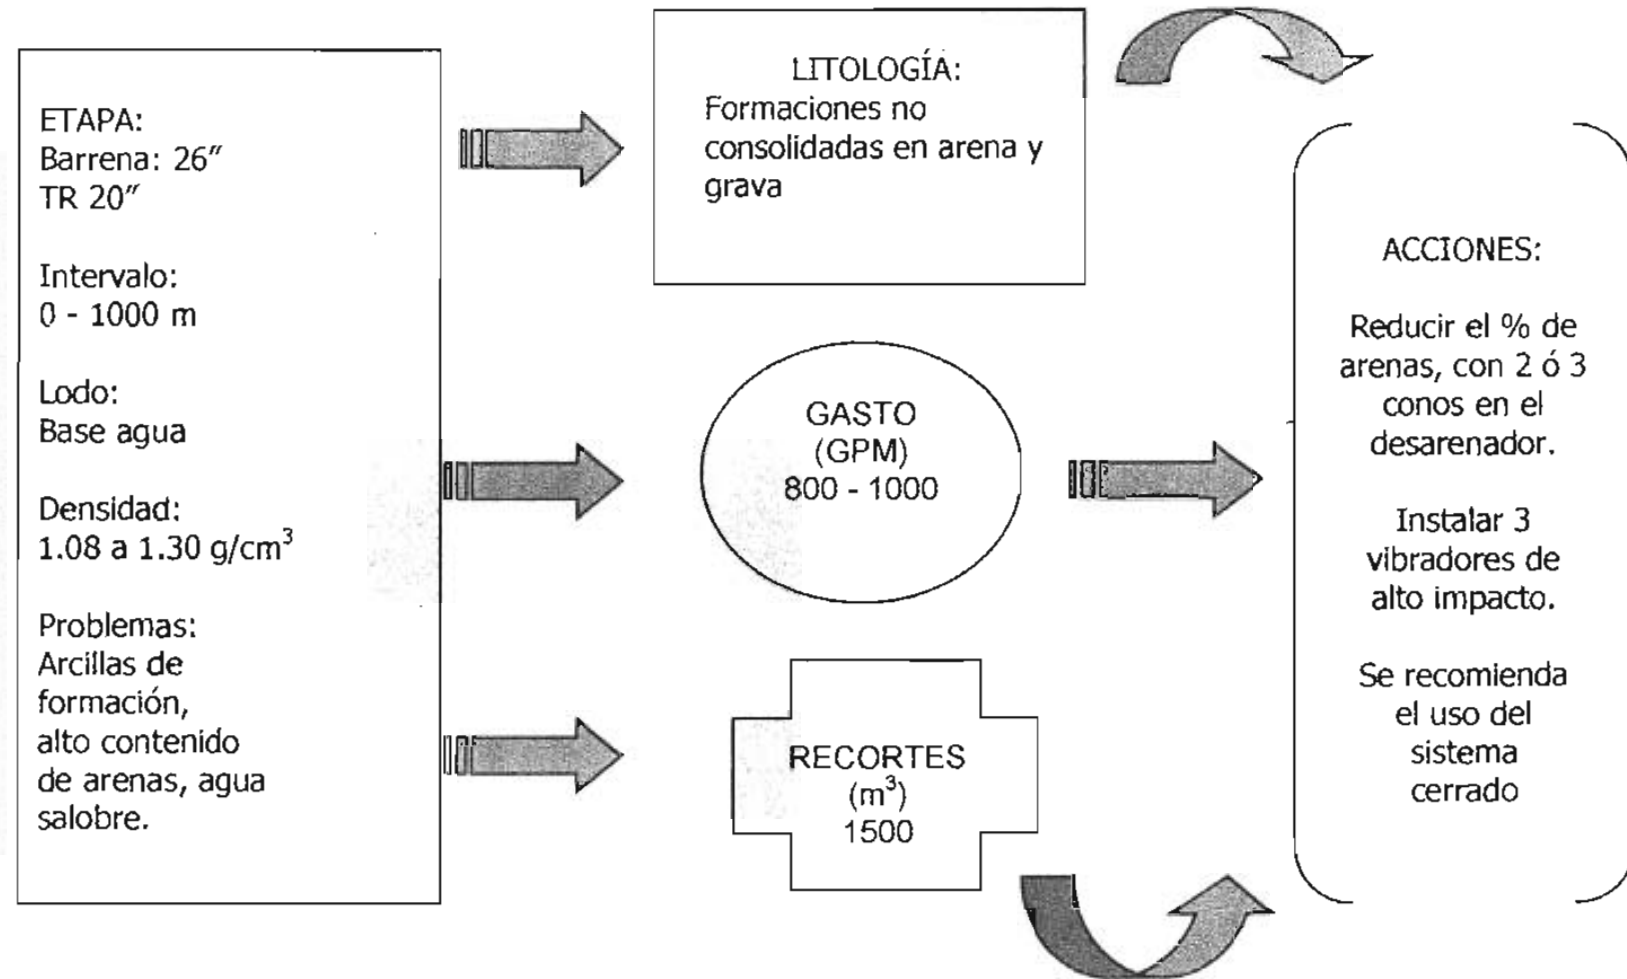 ETAPA:
Barrena: 26"
TR 20"
Intervalo:
0 - 1000 m
Lodo:
Base agua
Densidad:
1.08 a 1.30 g/cm³
Problemas:
Arcillas de
formación,
alto contenido
de arenas, agua
salobre.
LITOLOGÍA:
Formaciones no
consolidadas en arena y
grava
GASTO
(GPM)
800 - 1000
RECORTES
(m³)
1500
ACCIONES:
Reducir el % de
arenas, con 2 ó 3
conos en el
desarenador.
Instalar 3
vibradores de
alto impacto.
Se recomienda
el uso del
sistema
cerrado